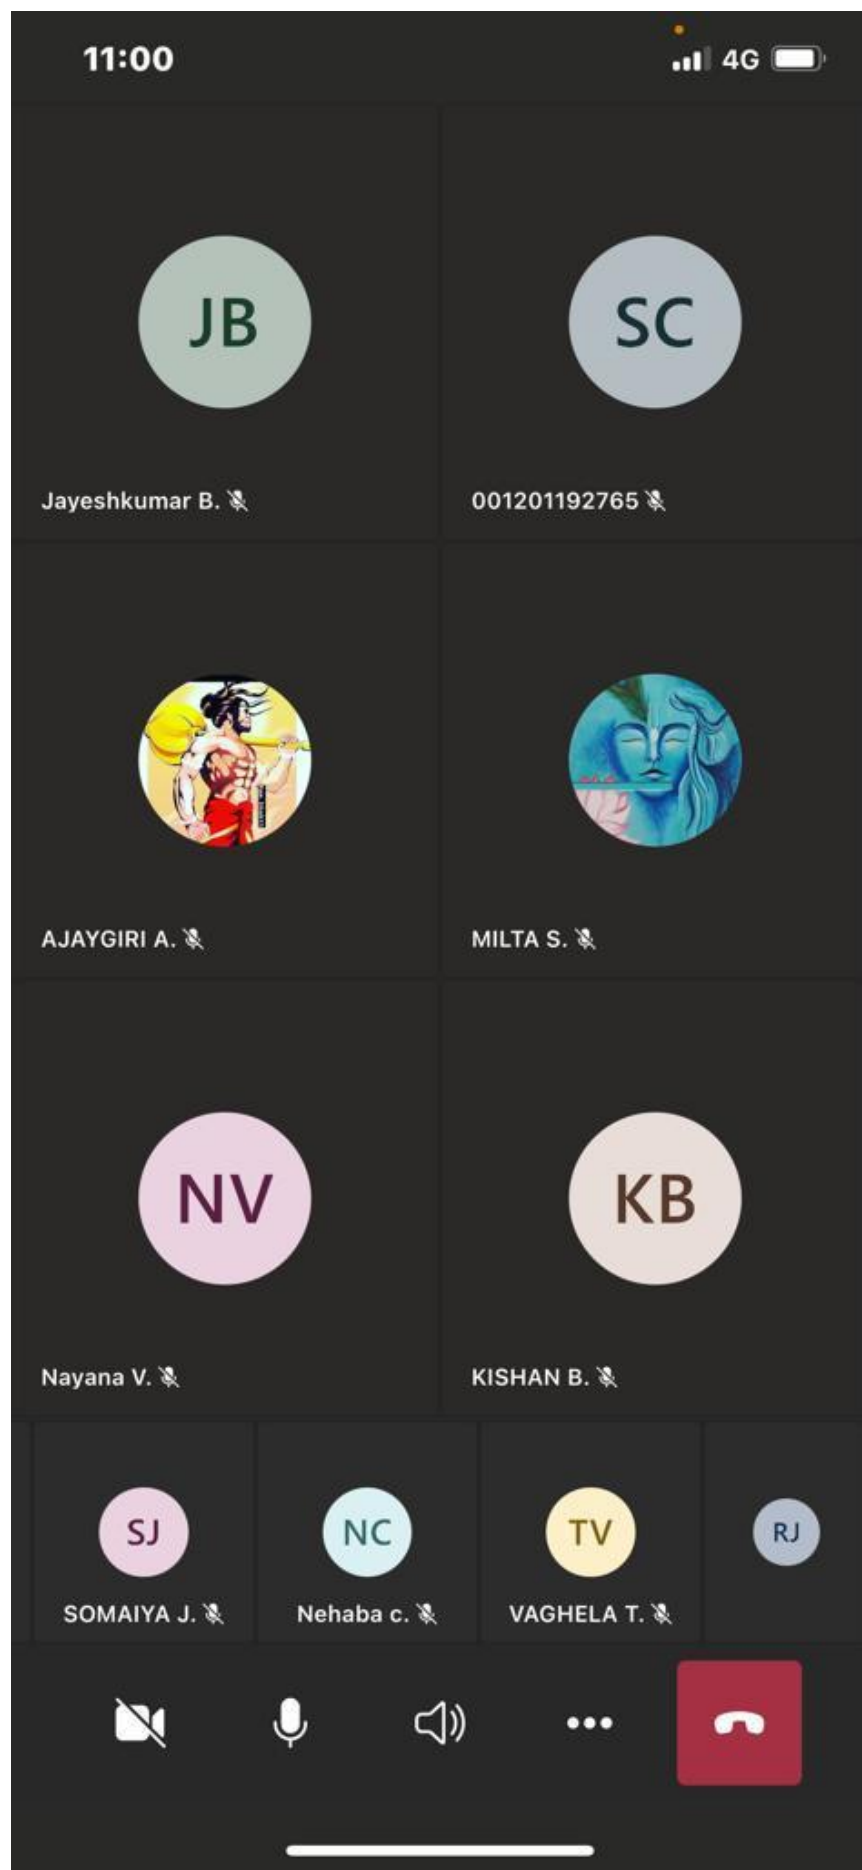 11:00 4G
JB SC
Jayeshkumar B. 001201192765
AJAYGIRI A. MILTA S.
NV KB
Nayana V. KISHAN B.
SJ NC TV RJ
SOMAIYA J. Nehaba c. VAGHELA T.